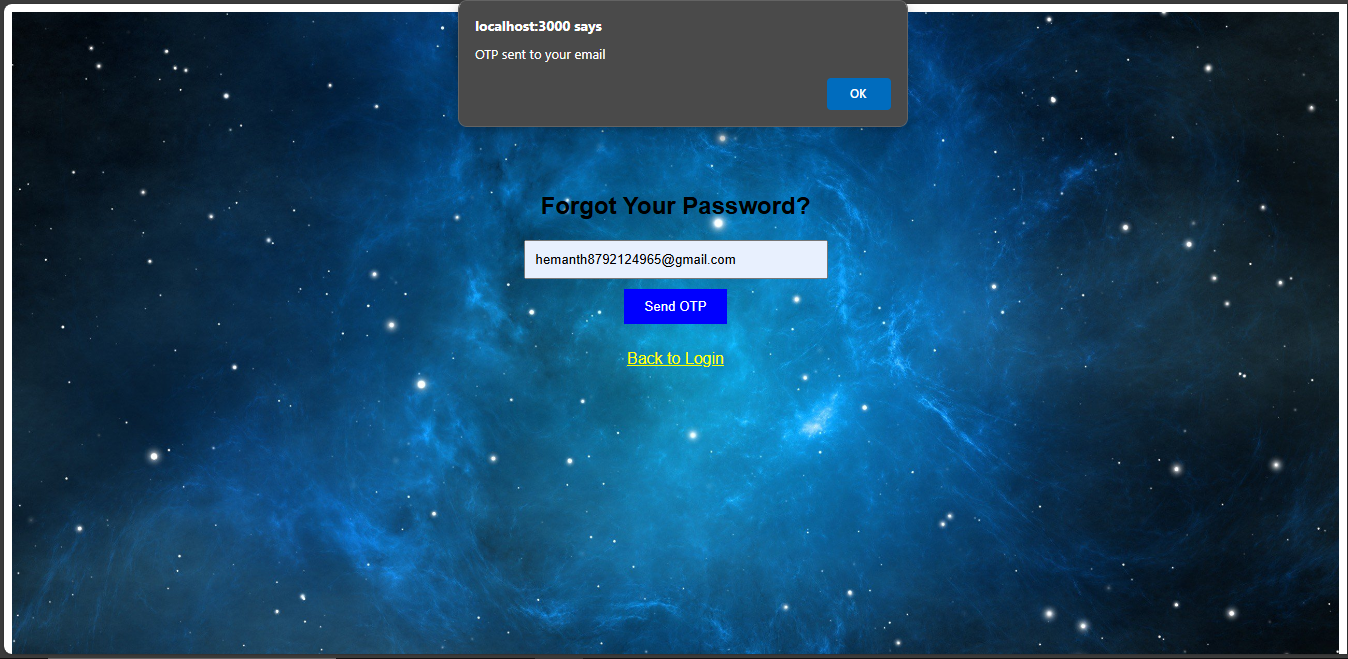 localhost:3000 says
OTP sent to your email
OK
Forgot Your Password?
hemanth8792124965@gmail.com
Send OTP
Back to Login